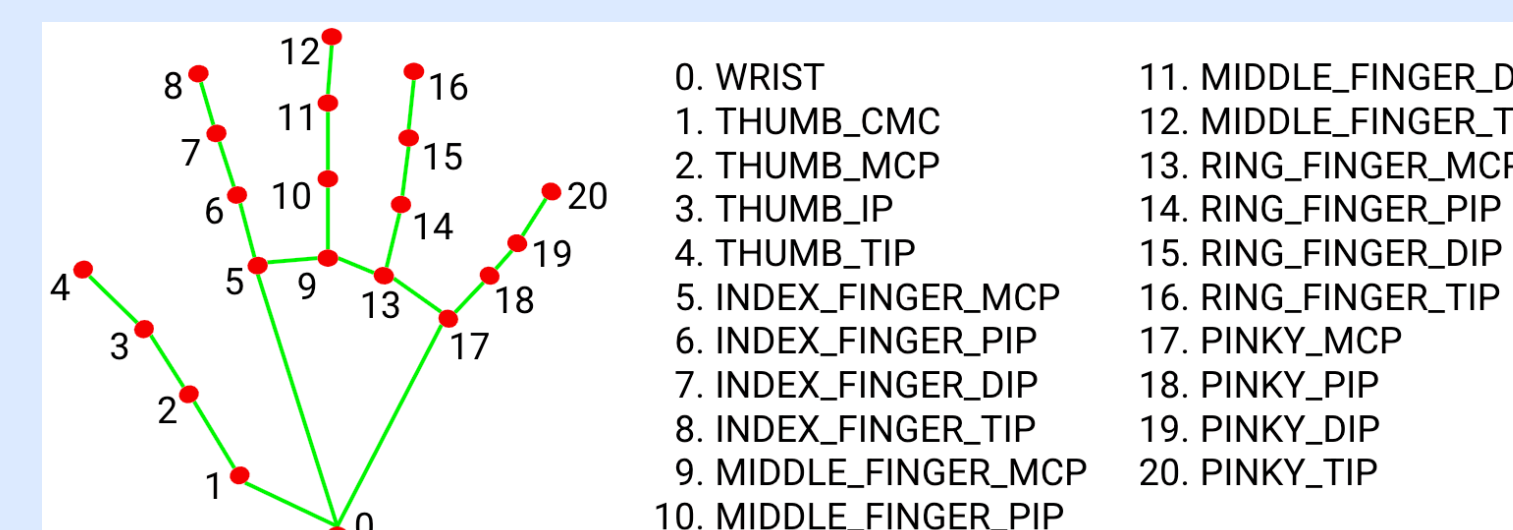 12
8
16
11
7
15
10
20
6
14
19
4
5
9
13
18
3
17
2
1
0
0. WRIST
1. THUMB_CMC
2. THUMB_MCP
3. THUMB_IP
4. THUMB_TIP
5. INDEX_FINGER_MCP
6. INDEX_FINGER_PIP
7. INDEX_FINGER_DIP
8. INDEX_FINGER_TIP
9. MIDDLE_FINGER_MCP
10. MIDDLE_FINGER_PIP
11. MIDDLE_FINGER_D
12. MIDDLE_FINGER_T
13. RING_FINGER_MCP
14. RING_FINGER_PIP
15. RING_FINGER_DIP
16. RING_FINGER_TIP
17. PINKY_MCP
18. PINKY_PIP
19. PINKY_DIP
20. PINKY_TIP